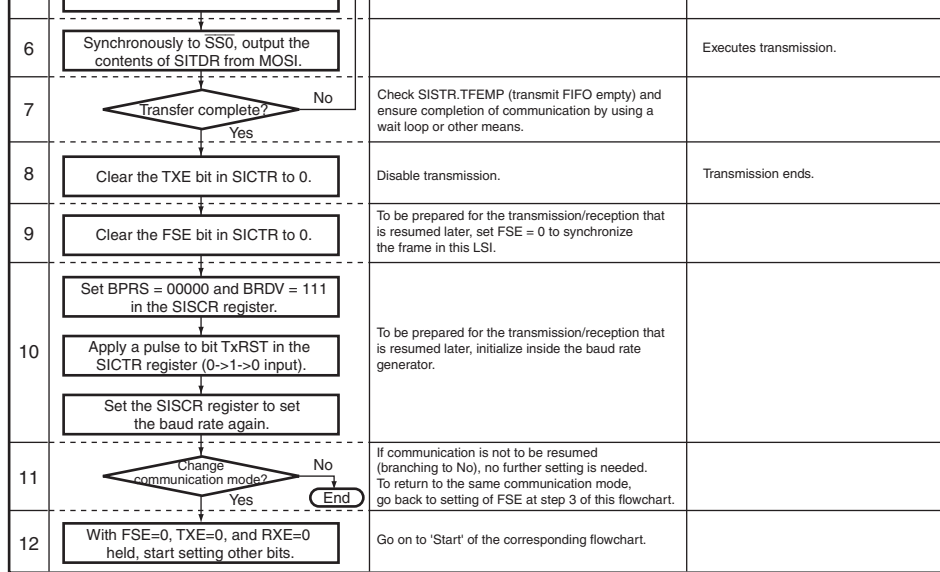 6
Synchronously to SS0, output the
contents of SITDR from MOSI.
Executes transmission.
7
Transfer complete?
No
Yes
Check SISTR.TFEMP (transmit FIFO empty) and
ensure completion of communication by using a
wait loop or other means.
8
Clear the TXE bit in SICTR to 0.
Disable transmission.
Transmission ends.
9
Clear the FSE bit in SICTR to 0.
To be prepared for the transmission/reception that
is resumed later, set FSE = 0 to synchronize
the frame in this LSI.
10
Set BPRS = 00000 and BRDV = 111
in the SISCR register.
Apply a pulse to bit TxRST in the
SICTR register (0->1->0 input).
Set the SISCR register to set
the baud rate again.
To be prepared for the transmission/reception that
is resumed later, initialize inside the baud rate
generator.
11
Change
communication mode?
No
End
Yes
If communication is not to be resumed
(branching to No), no further setting is needed.
To return to the same communication mode,
go back to setting of FSE at step 3 of this flowchart.
12
With FSE=0, TXE=0, and RXE=0
held, start setting other bits.
Go on to 'Start' of the corresponding flowchart.